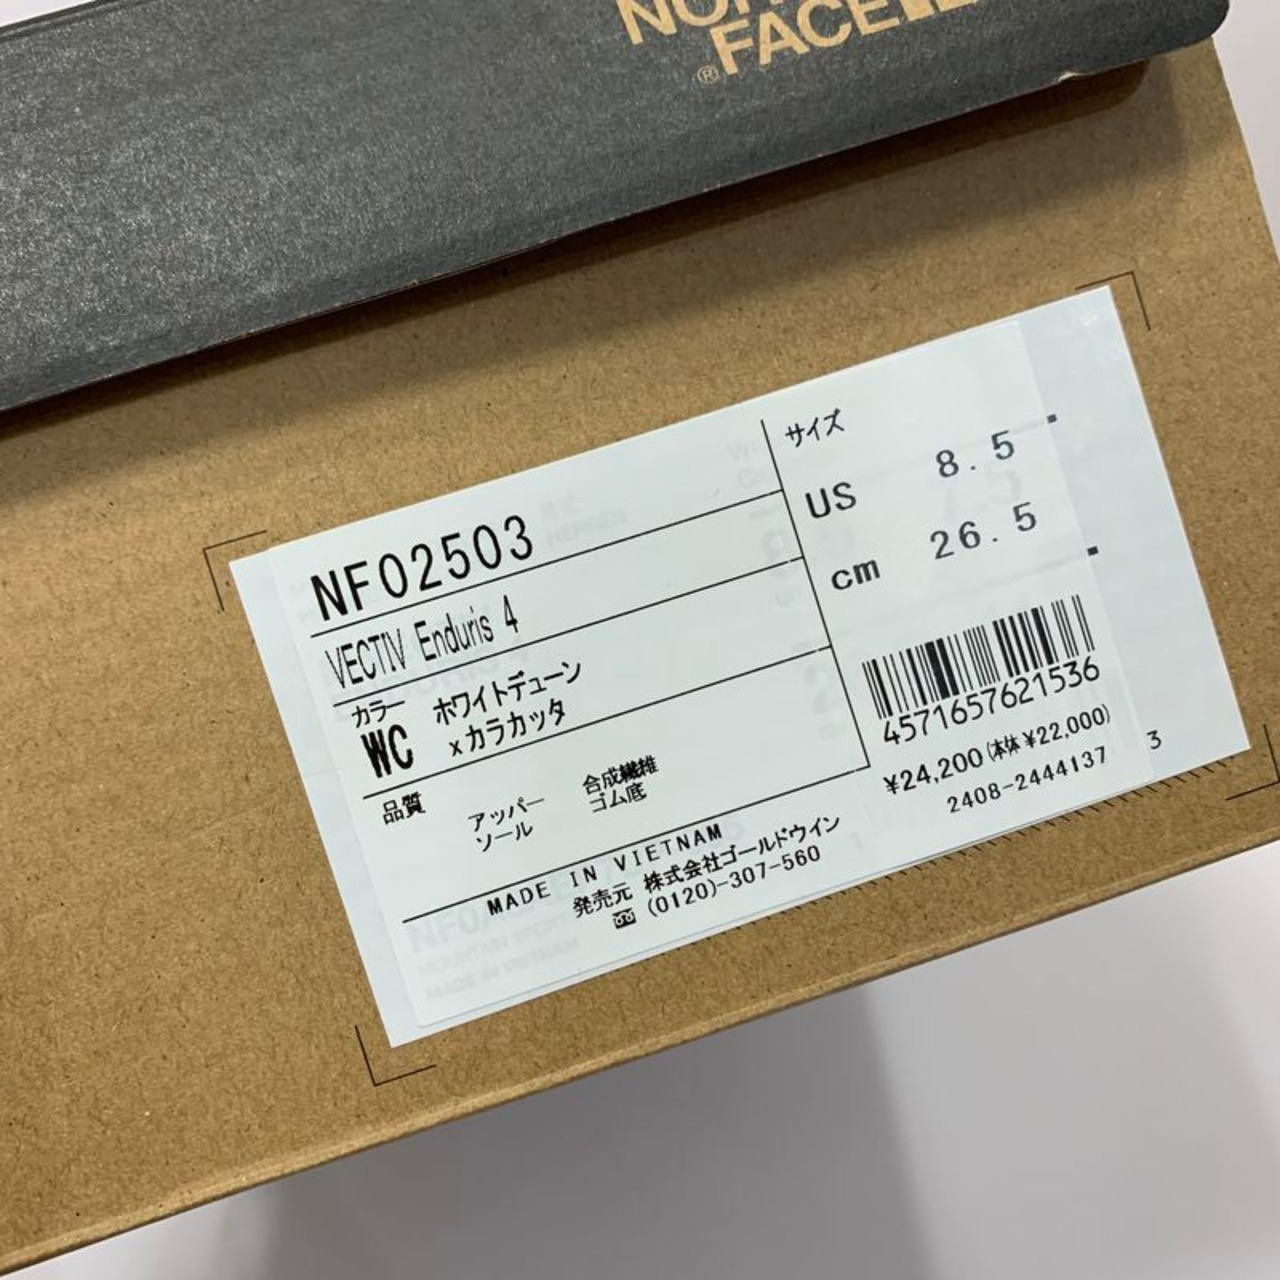 FACE
®
NF02503
VECTIV Enduris 4
カラー
WC
ホワイトデューン
xカラカッタ
品質
アッパー 合成繊維
ソール ゴム底
MADE IN VIETNAM
発売元 株式会社ゴールドウイン
(0120)-307-560
サイズ
US 8.5
cm 26.5
4571657621536
¥24,200(本体¥22,000)
2408-2444137
3